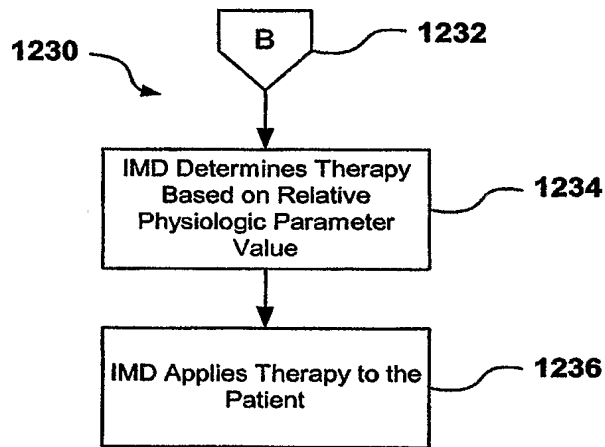 B
1232
1230
IMD Determines Therapy
Based on Relative
Physiologic Parameter
Value
1234
IMD Applies Therapy to the
Patient
1236